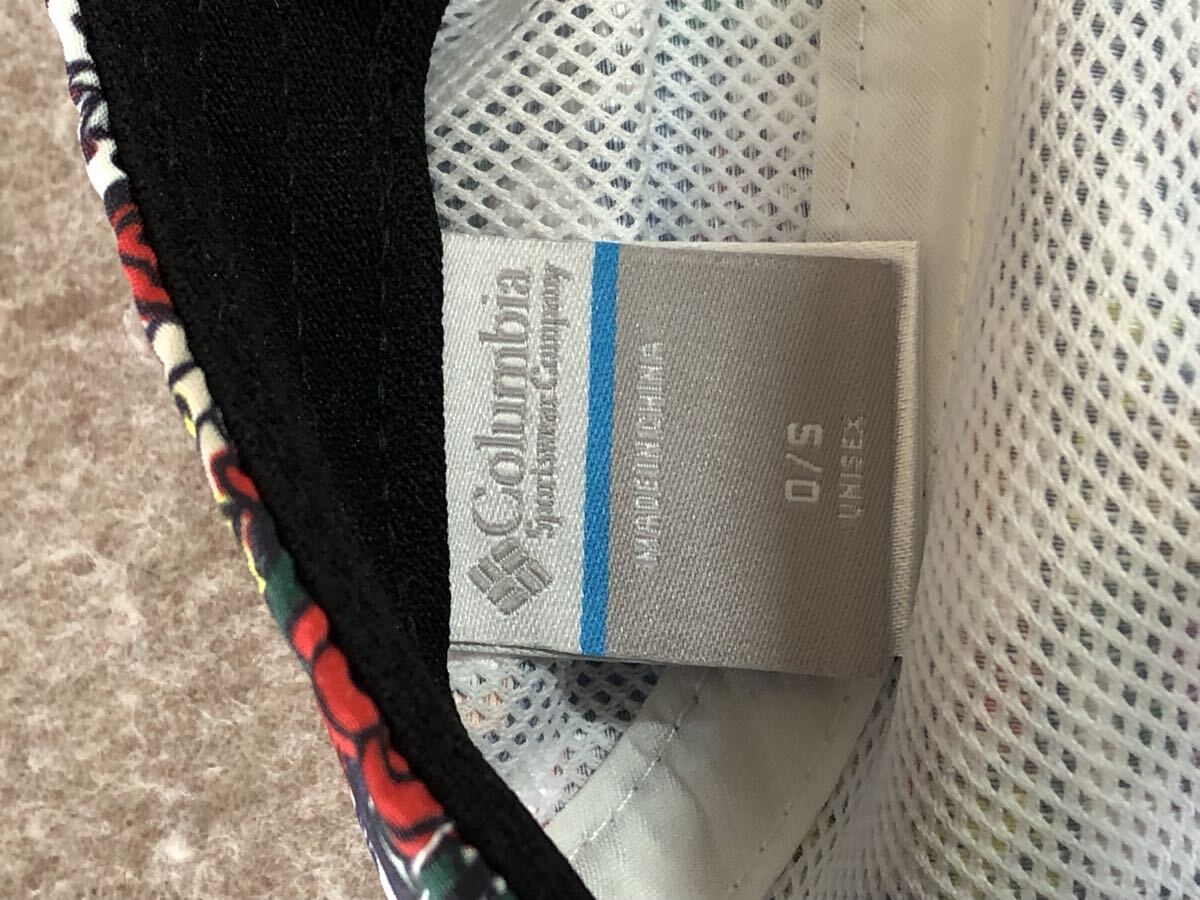 Columbia
Sportswear Company
MADE IN CHINA
O/S
UNISEX